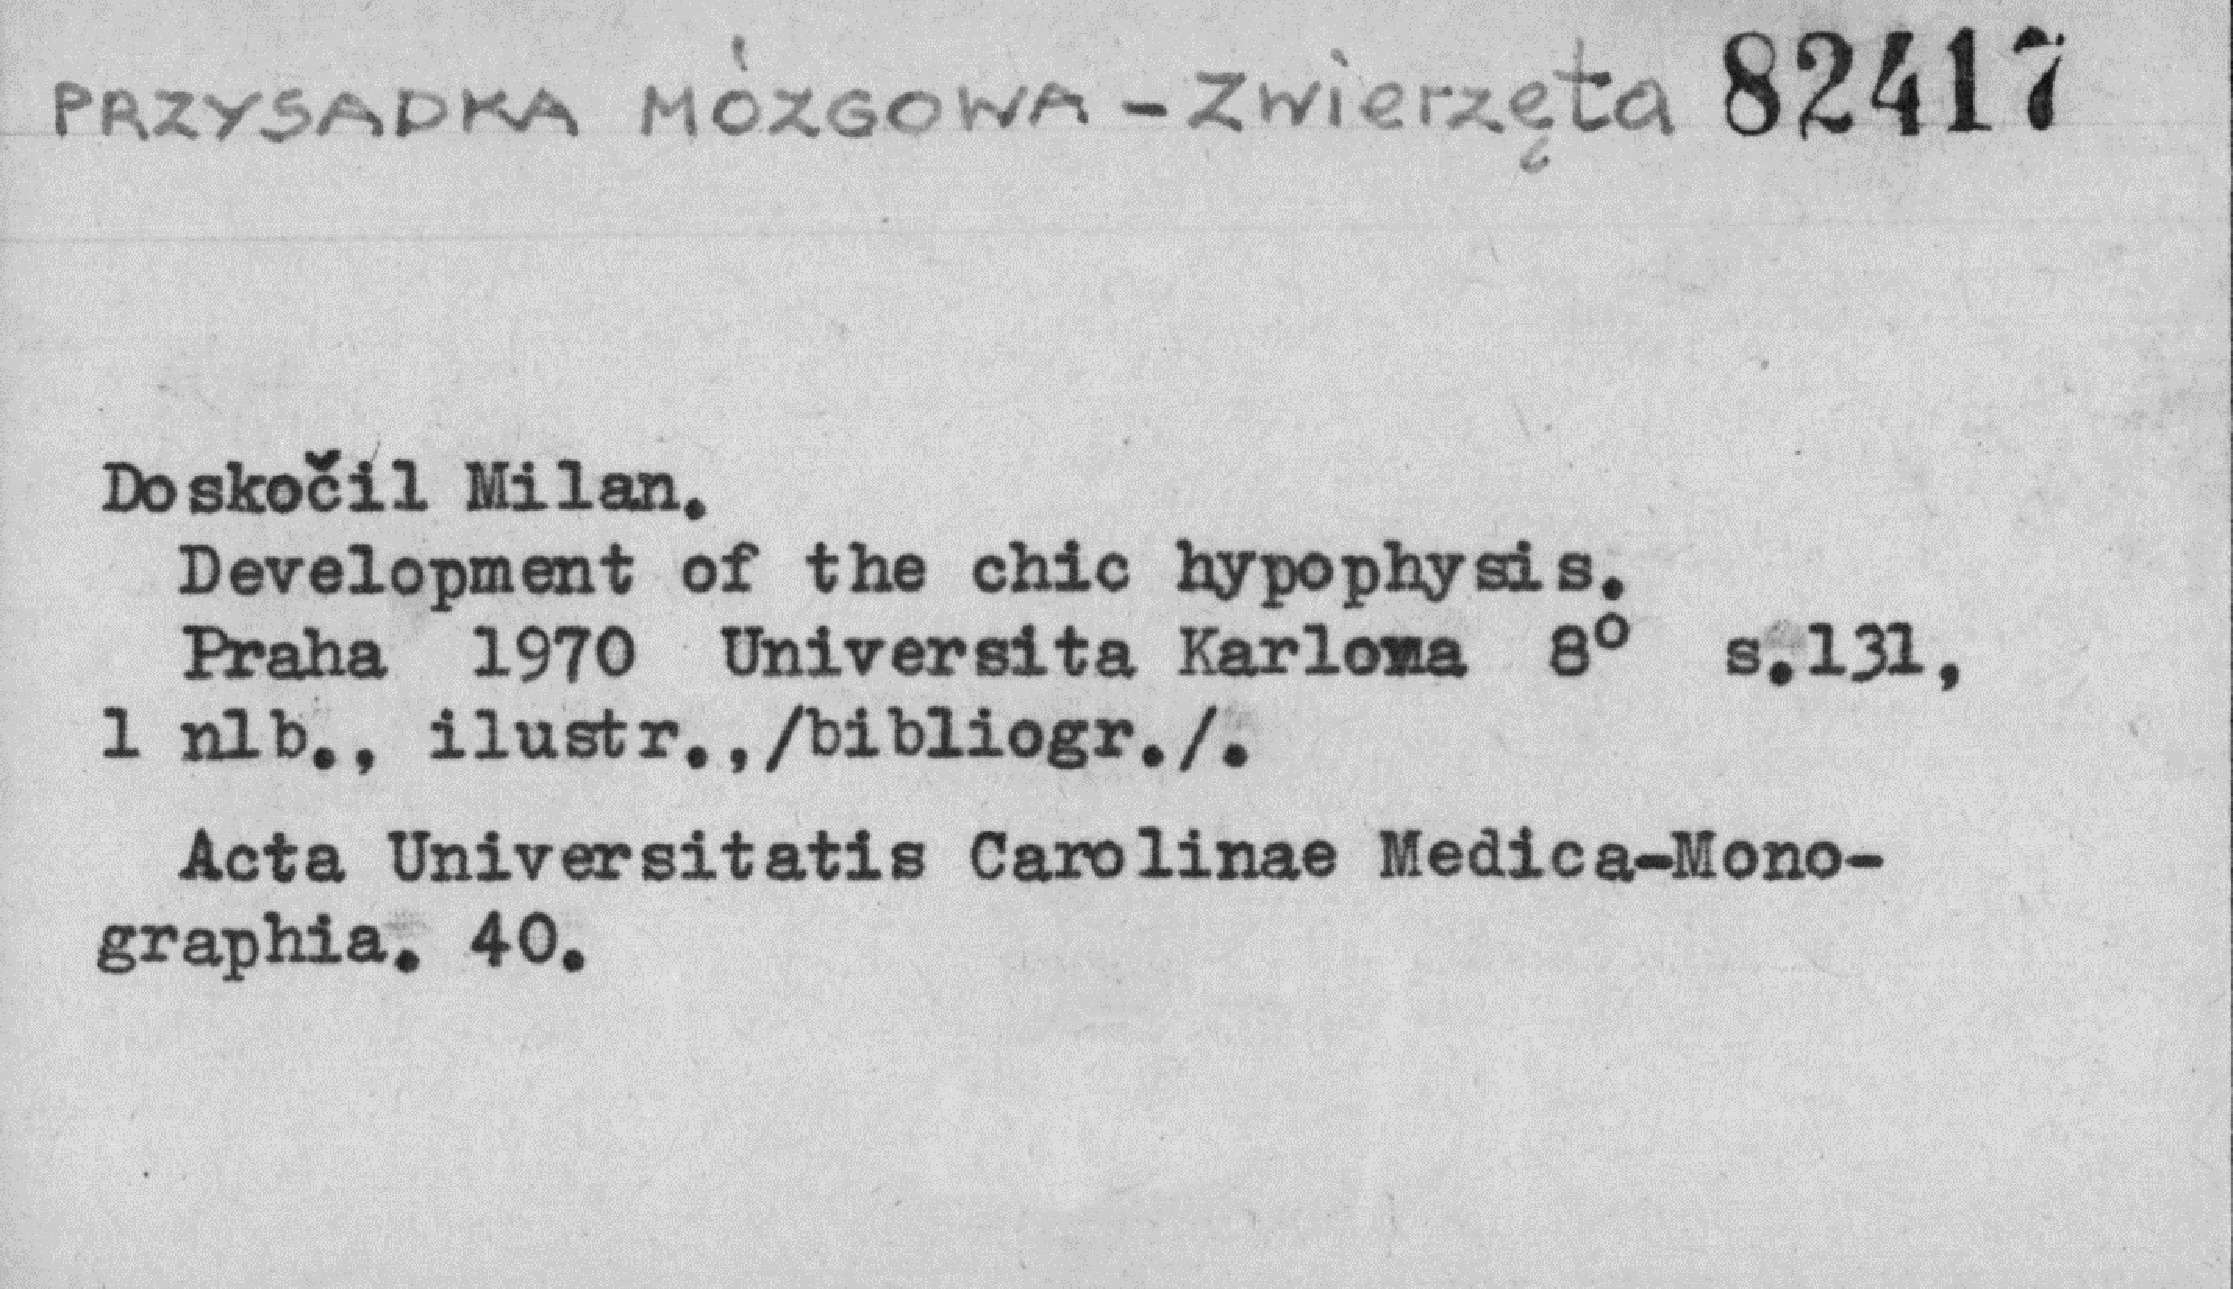 PRZYSADKA MÓZGOWA - Zwierzęta 82417
Doskočil Milan.
Development of the chic hypophysis.
Praha 1970 Universita Karlowa 8° s.131,
1 nlb., ilustr.,/bibliogr./.
Acta Universitatis Carolinae Medica-Mono-
graphia. 40.